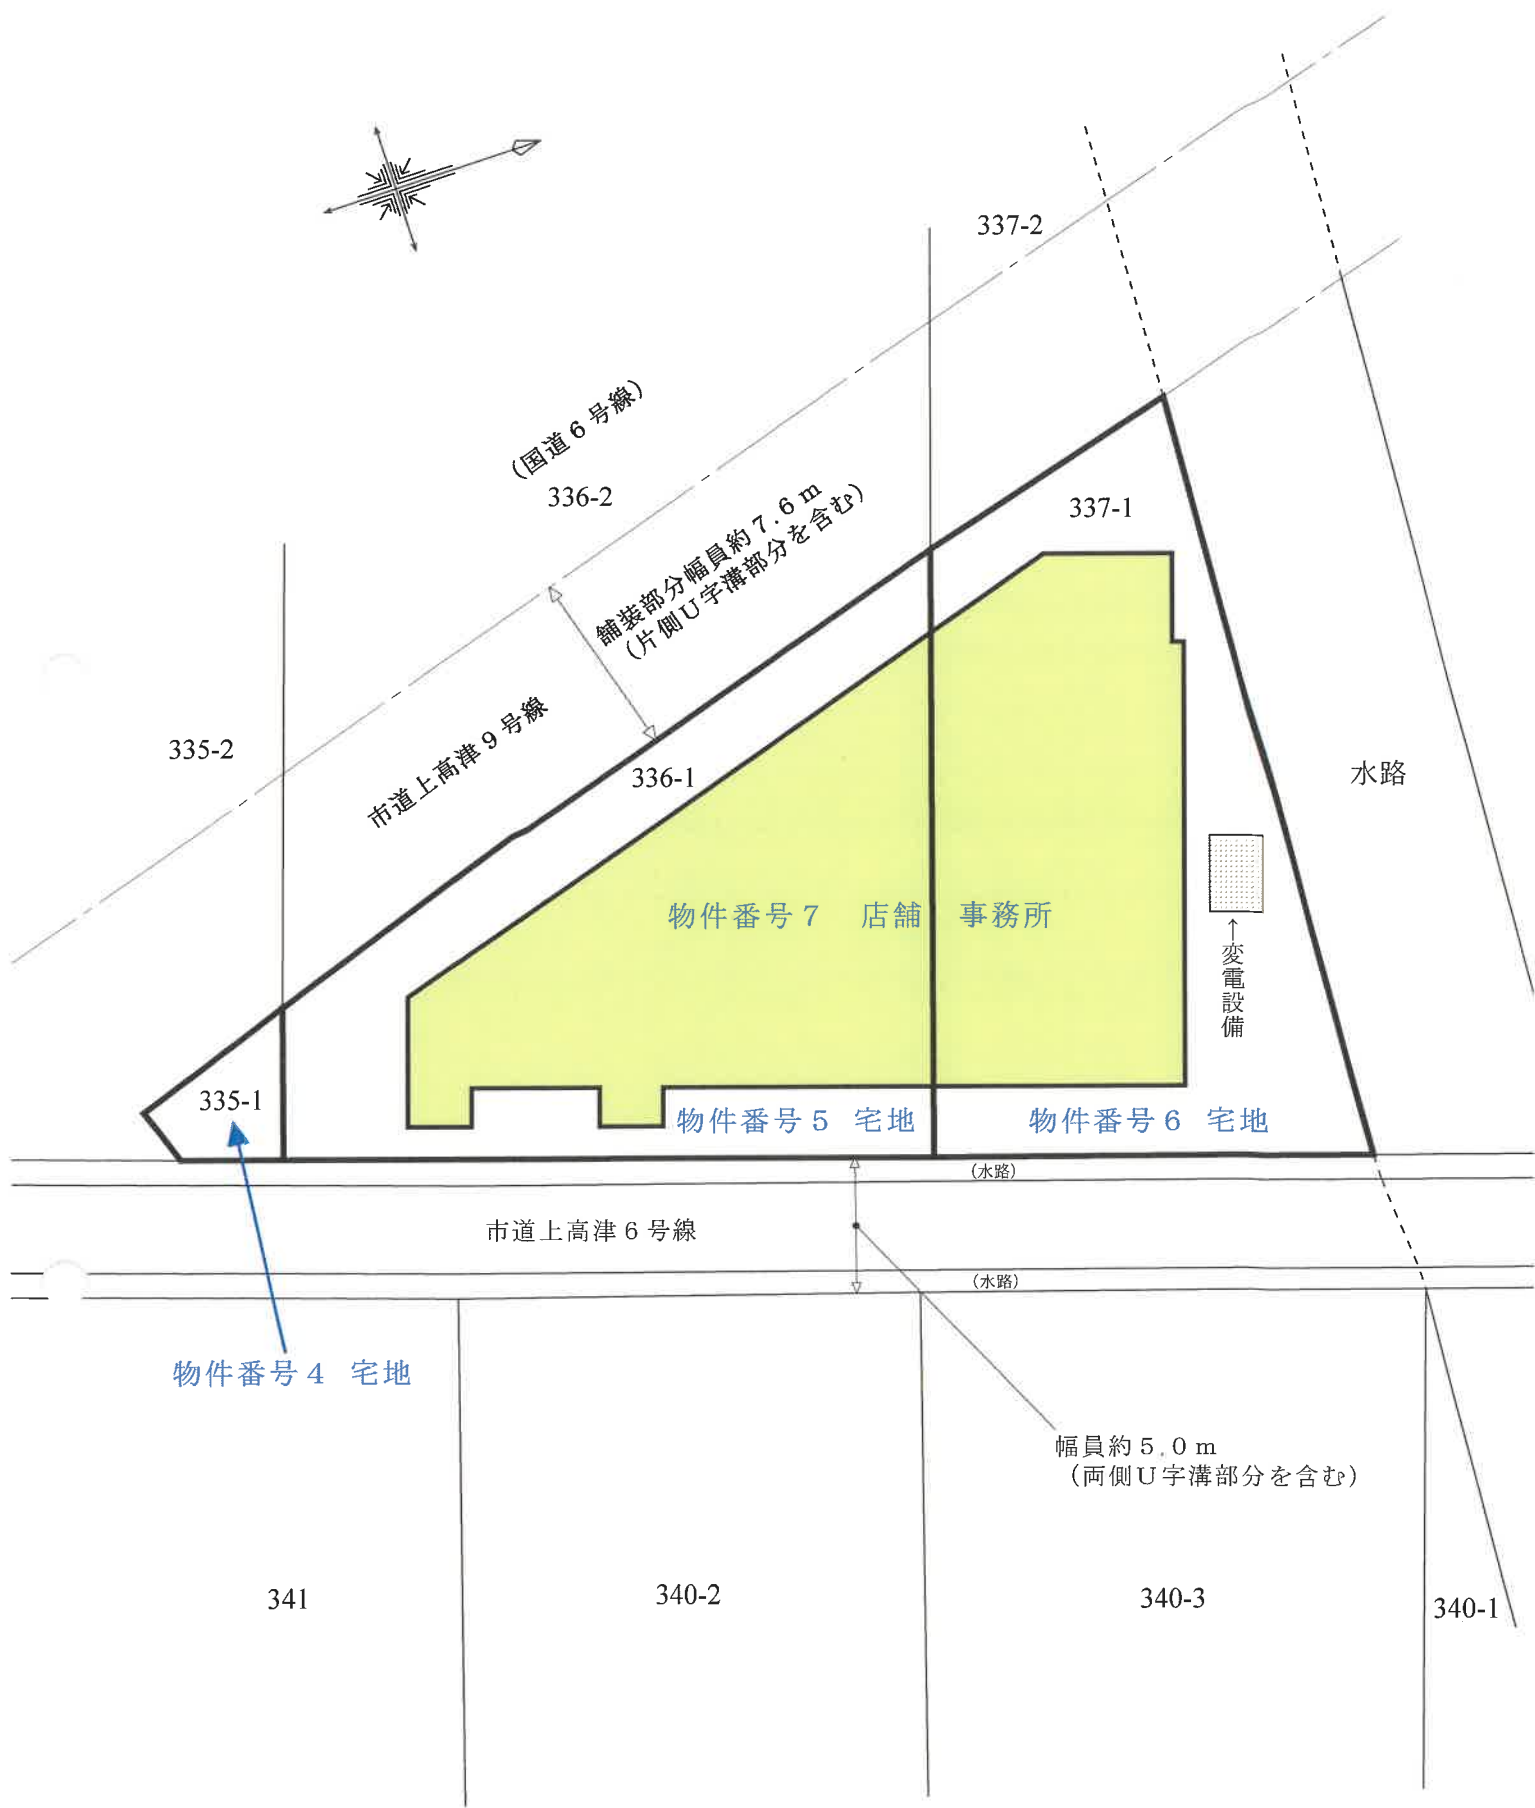 337-2
(国道6号線)
336-2
舗装部分幅員約7.6m
(片側U字溝部分を含む)
337-1
335-2
市道上高津9号線
336-1
水路
物件番号7 店舗 事務所
←変電設備
335-1
物件番号5 宅地
物件番号6 宅地
(水路)
市道上高津6号線
(水路)
物件番号4 宅地
幅員約5.0m
(両側U字溝部分を含む)
341
340-2
340-3
340-1